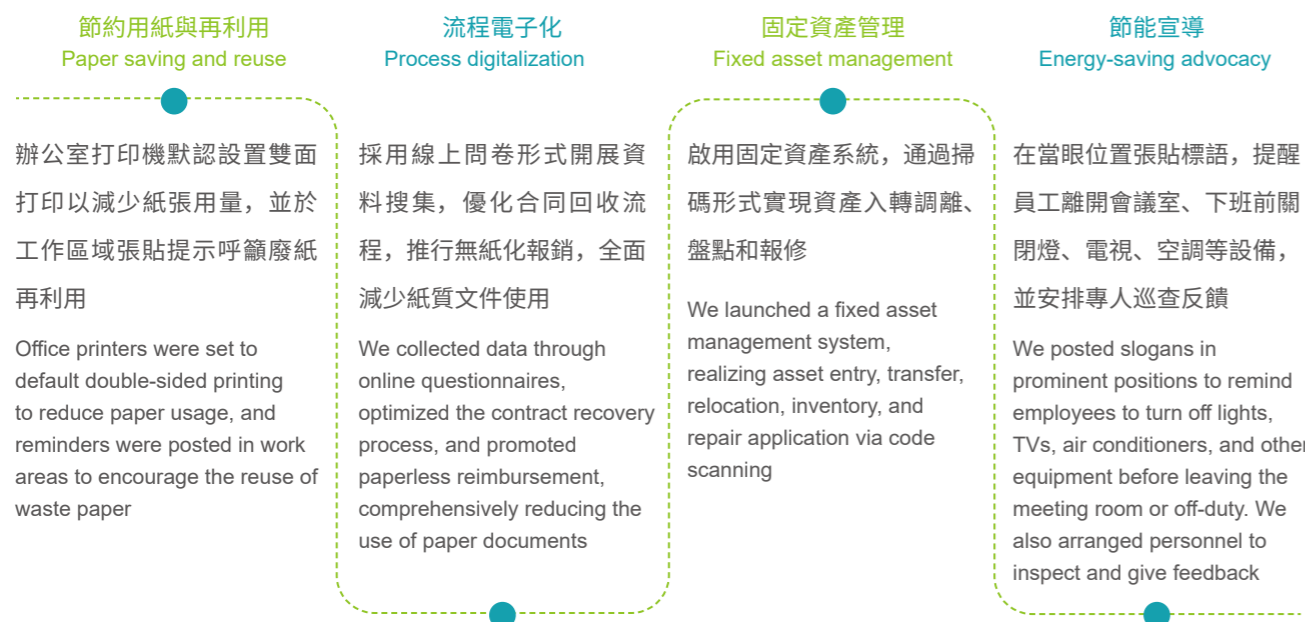 節約用紙與再利用
Paper saving and reuse
辦公室打印機默認設置雙面
打印以減少紙張用量，並於
工作區域張貼提示呼籲廢紙
再利用
Office printers were set to
default double-sided printing
to reduce paper usage, and
reminders were posted in work
areas to encourage the reuse of
waste paper
流程電子化
Process digitalization
採用線上問卷形式開展資
料搜集，優化合同回收流
程，推行無紙化報銷，全面
減少紙質文件使用
We collected data through
online questionnaires,
optimized the contract recovery
process, and promoted
paperless reimbursement,
comprehensively reducing the
use of paper documents
固定資產管理
Fixed asset management
啟用固定資產系統，通過掃
碼形式實現資產入轉調離、
盤點和報修
We launched a fixed asset
management system,
realizing asset entry, transfer,
relocation, inventory, and
repair application via code
scanning
節能宣導
Energy-saving advocacy
在當眼位置張貼標語，提醒
員工離開會議室、下班前關
閉燈、電視、空調等設備，
並安排專人巡查反饋
We posted slogans in
prominent positions to remind
employees to turn off lights,
TVs, air conditioners, and other
equipment before leaving the
meeting room or off-duty. We
also arranged personnel to
inspect and give feedback